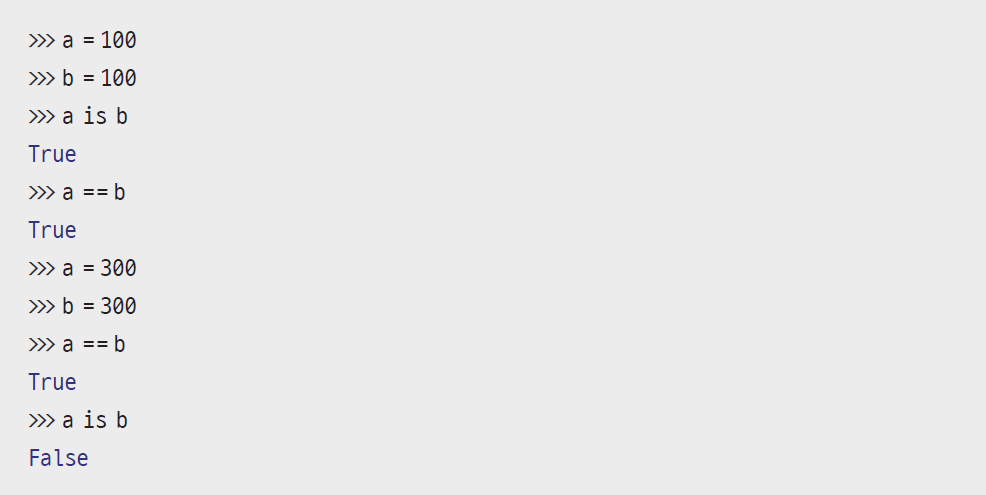 >>> a = 100
>>> b = 100
>>> a is b
True
>>> a == b
True
>>> a = 300
>>> b = 300
>>> a == b
True
>>> a is b
False